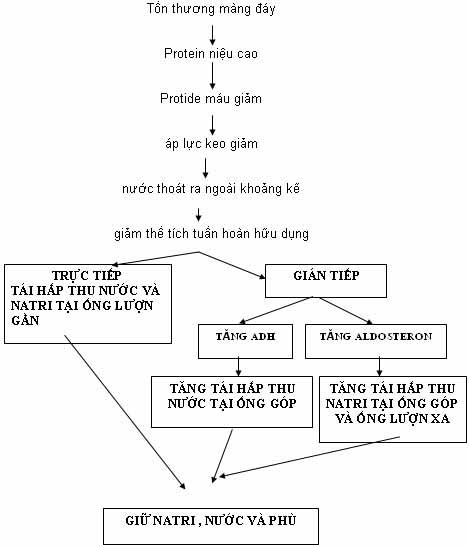 Tổn thương màng đáy
Protein niệu cao
Protide máu giảm
áp lực keo giảm
nước thoát ra ngoài khoảng kẽ
giảm thể tích tuần hoàn hữu dụng
TRỰC TIẾP
TÁI HẤP THU NƯỚC VÀ
NATRI TẠI ỐNG LƯỢN
GẦN
GIÁN TIẾP
TĂNG ADH
TĂNG ALDOSTERON
TĂNG TÁI HẤP THU
NƯỚC TẠI ỐNG GÓP
TĂNG TÁI HẤP THU
NATRI TẠI ỐNG GÓP
VÀ ỐNG LƯỢN XA
GIỮ NATRI , NƯỚC VÀ PHÙ